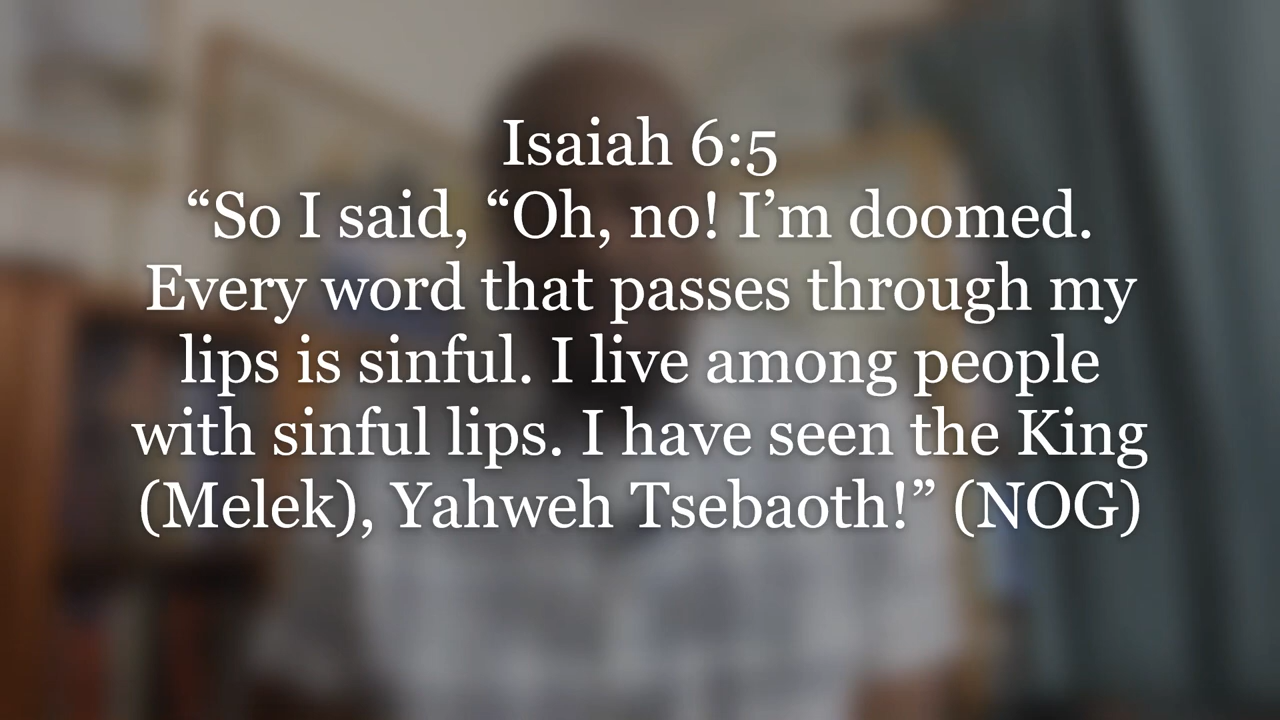 Isaiah 6:5
“So I said, “Oh, no! I’m doomed.
Every word that passes through my
lips is sinful. I live among people
with sinful lips. I have seen the King
(Melek), Yahweh Tsebaoth!” (NOG)